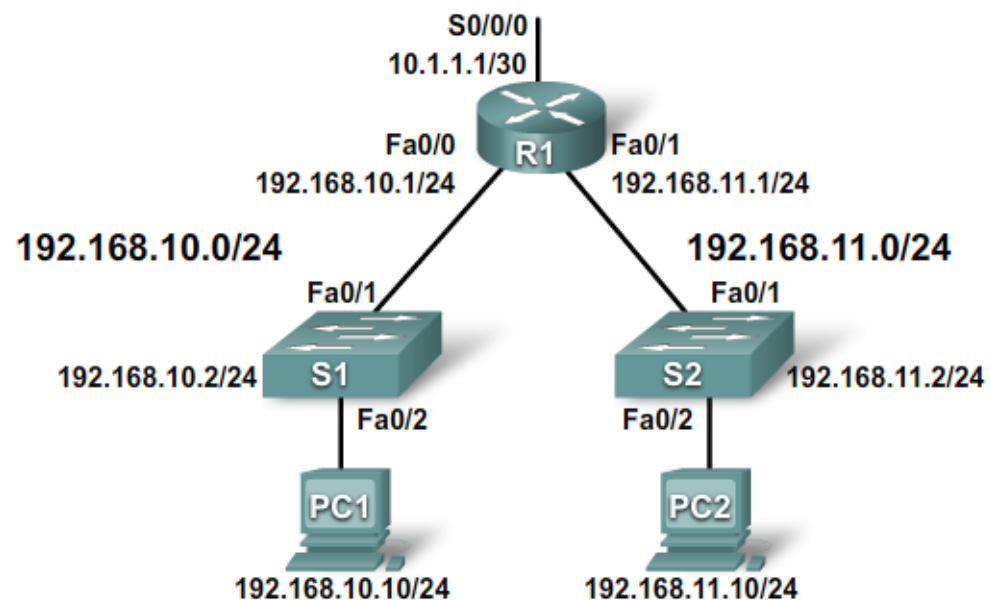 S0/0/0
10.1.1.1/30
Fa0/0
R1
Fa0/1
192.168.10.1/24
192.168.11.1/24
192.168.10.0/24
192.168.11.0/24
Fa0/1
Fa0/1
192.168.10.2/24
S1
S2
192.168.11.2/24
Fa0/2
Fa0/2
PC1
PC2
192.168.10.10/24
192.168.11.10/24